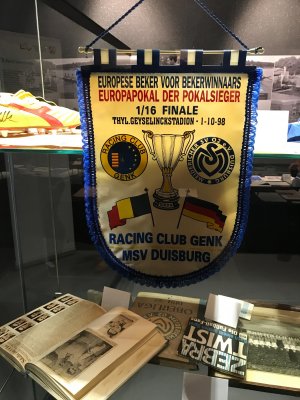 EUROPESE BEKER VOOR BEKERWINNAARS
EUROPAPOKAL DER POKALSIEGER
1/16 FINALE
THYL.GEYSELINCKSTADION - 1-10-98
RACING CLUB
GENK
RACING CLUB GENK
MSV DUISBURG
ZEBRA
TWIST